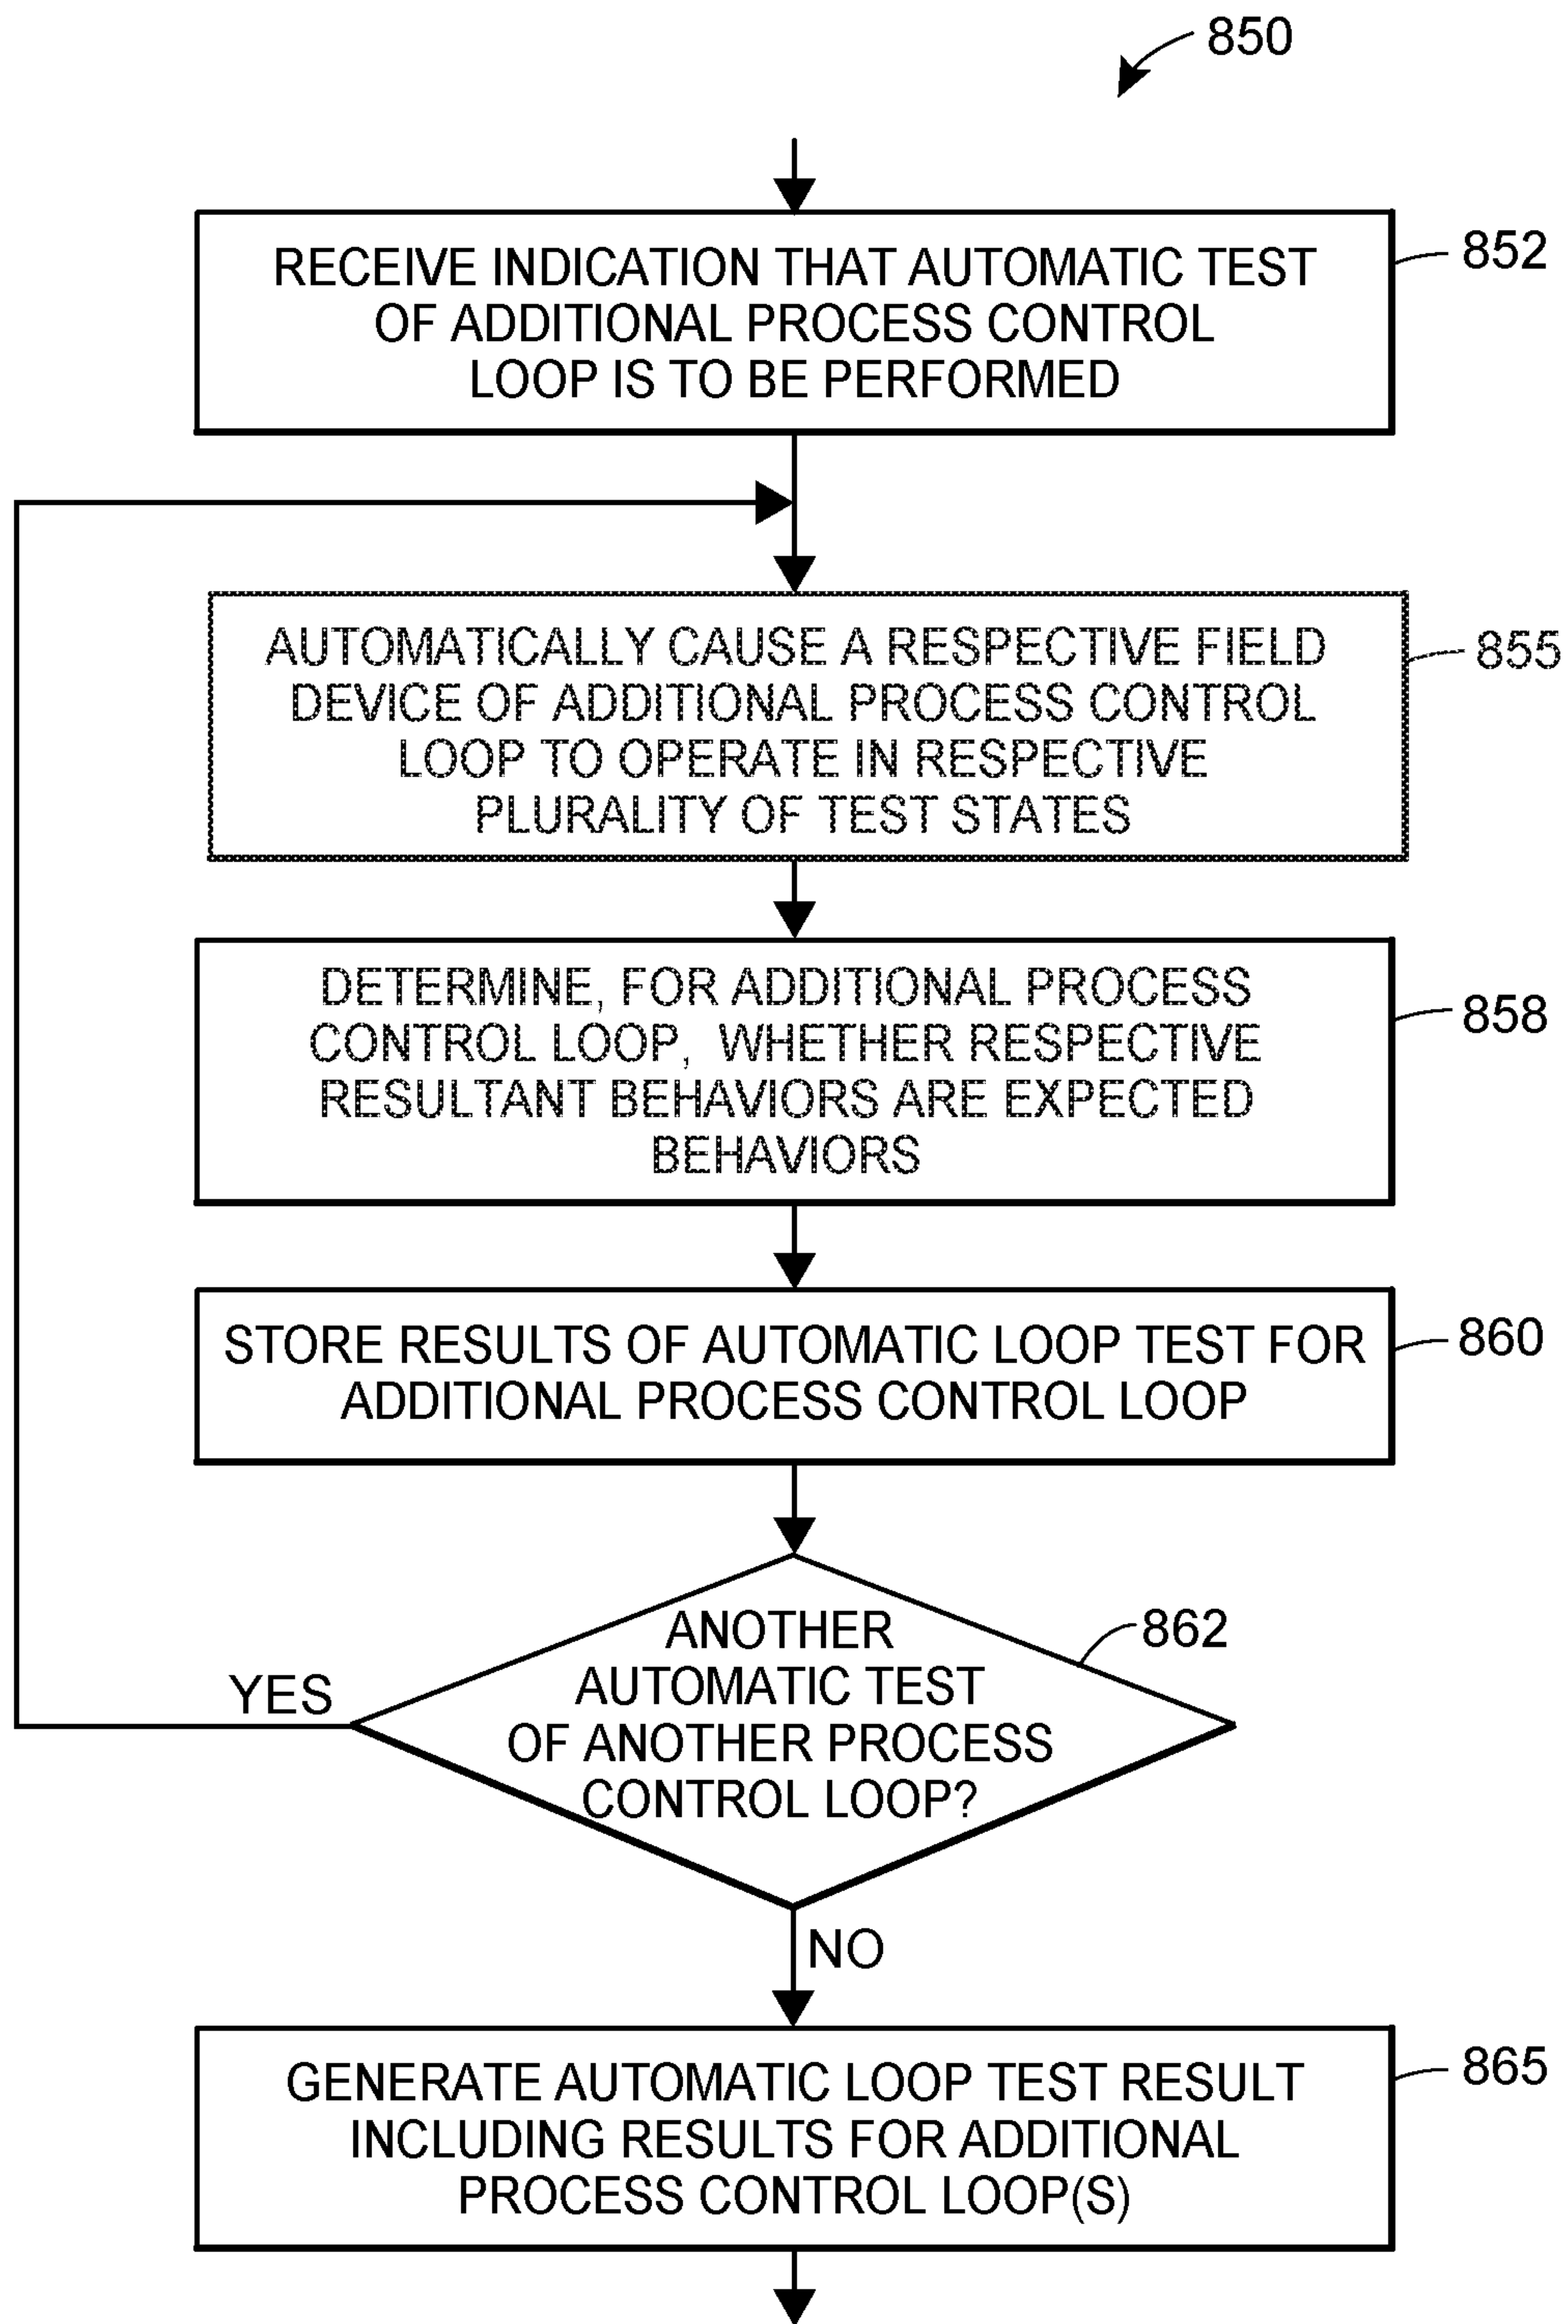 850
RECEIVE INDICATION THAT AUTOMATIC TEST
OF ADDITIONAL PROCESS CONTROL
LOOP IS TO BE PERFORMED
852
AUTOMATICALLY CAUSE A RESPECTIVE FIELD
DEVICE OF ADDITIONAL PROCESS CONTROL
LOOP TO OPERATE IN RESPECTIVE
PLURALITY OF TEST STATES
855
DETERMINE, FOR ADDITIONAL PROCESS
CONTROL LOOP, WHETHER RESPECTIVE
RESULTANT BEHAVIORS ARE EXPECTED
BEHAVIORS
858
STORE RESULTS OF AUTOMATIC LOOP TEST FOR
ADDITIONAL PROCESS CONTROL LOOP
860
ANOTHER
AUTOMATIC TEST
OF ANOTHER PROCESS
CONTROL LOOP?
862
YES
NO
GENERATE AUTOMATIC LOOP TEST RESULT
INCLUDING RESULTS FOR ADDITIONAL
PROCESS CONTROL LOOP(S)
865